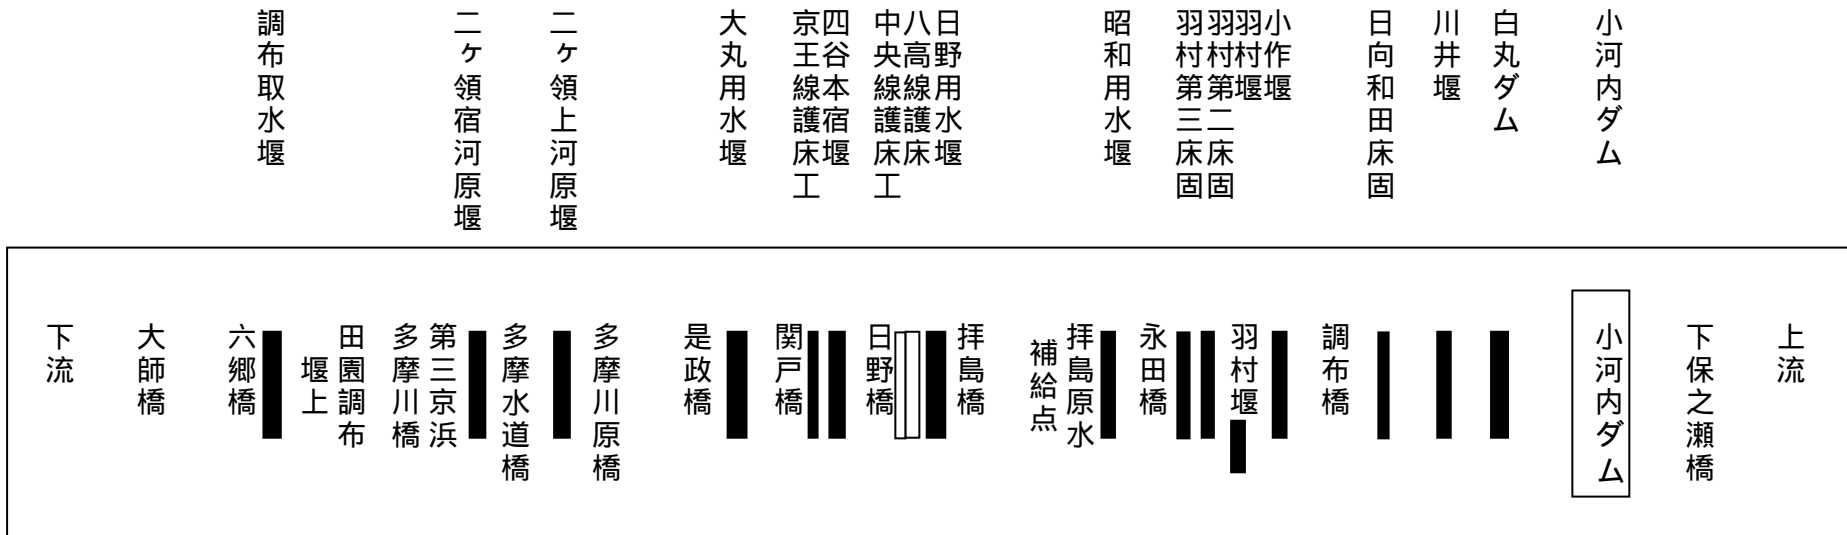 小河内ダム
白丸ダム
川井堰
日向和田床固
小作堰
羽村堰
羽村第二床固
羽村第三床固
昭和用水堰
日野用水堰
八高線護床
中央線護床工
四谷本宿堰
京王線護床工
大丸用水堰
二ヶ領上河原堰
二ヶ領宿河原堰
調布取水堰
上流
下保之瀬橋
小河内ダム
調布橋
羽村堰
永田橋
拝島原水
補給点
拝島橋
日野橋
関戸橋
是政橋
多摩川原橋
多摩水道橋
第三京浜
多摩川橋
田園調布
堰上
六郷橋
大師橋
下流